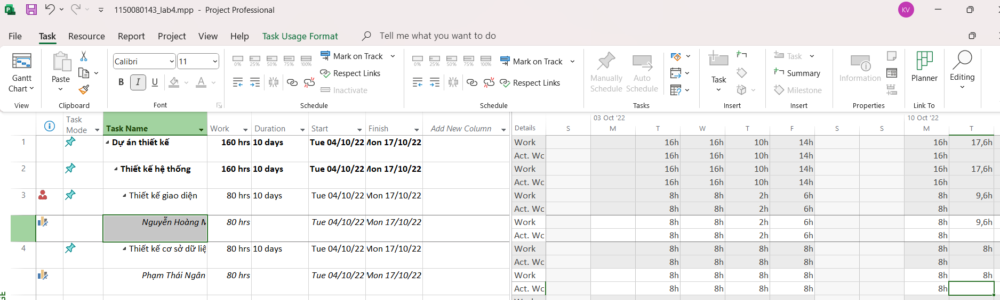 1150080143_lab4.mpp - Project Professional
KV
File Task Resource Report Project View Help Task Usage Format Tell me what you want to do
Gantt Chart
View
Paste
Clipboard
Calibri 11
B I U A
Font
0% 25% 50% 75% 100%
Mark on Track
Respect Links
Inactivate
Schedule
0% 25% 50% 75% 100%
Mark on Track
Respect Links
Schedule
Manually Schedule
Auto Schedule
Tasks
Task
Insert
Task
Summary
Milestone
Insert
Information
Properties
Planner
Link To
Editing
Task Mode Task Name Work Duration Start Finish Add New Column Details
03 Oct '22 10 Oct '22
S M T W T F S S M T
1 Dự án thiết kế 160 hrs 10 days Tue 04/10/22 Mon 17/10/22 Work 16h 16h 10h 14h 16h 17,6h
Act. Wc 16h 16h 10h 14h 16h
2 Thiết kế hệ thống 160 hrs 10 days Tue 04/10/22 Mon 17/10/22 Work 16h 16h 10h 14h 16h 17,6h
Act. Wc 16h 16h 10h 14h 16h
3 Thiết kế giao diện 80 hrs 10 days Tue 04/10/22 Mon 17/10/22 Work 8h 8h 2h 6h 8h 9,6h
Act. Wc 8h 8h 2h 6h 8h
Nguyễn Hoàng M 80 hrs Tue 04/10/22 Mon 17/10/22 Work 8h 8h 2h 6h 8h 9,6h
Act. Wc 8h 8h 2h 6h 8h
4 Thiết kế cơ sở dữ liệ 80 hrs 10 days Tue 04/10/22 Mon 17/10/22 Work 8h 8h 8h 8h 8h 8h
Act. Wc 8h 8h 8h 8h 8h
Phạm Thái Ngân 80 hrs Tue 04/10/22 Mon 17/10/22 Work 8h 8h 8h 8h 8h 8h
Act. Wc 8h 8h 8h 8h 8h